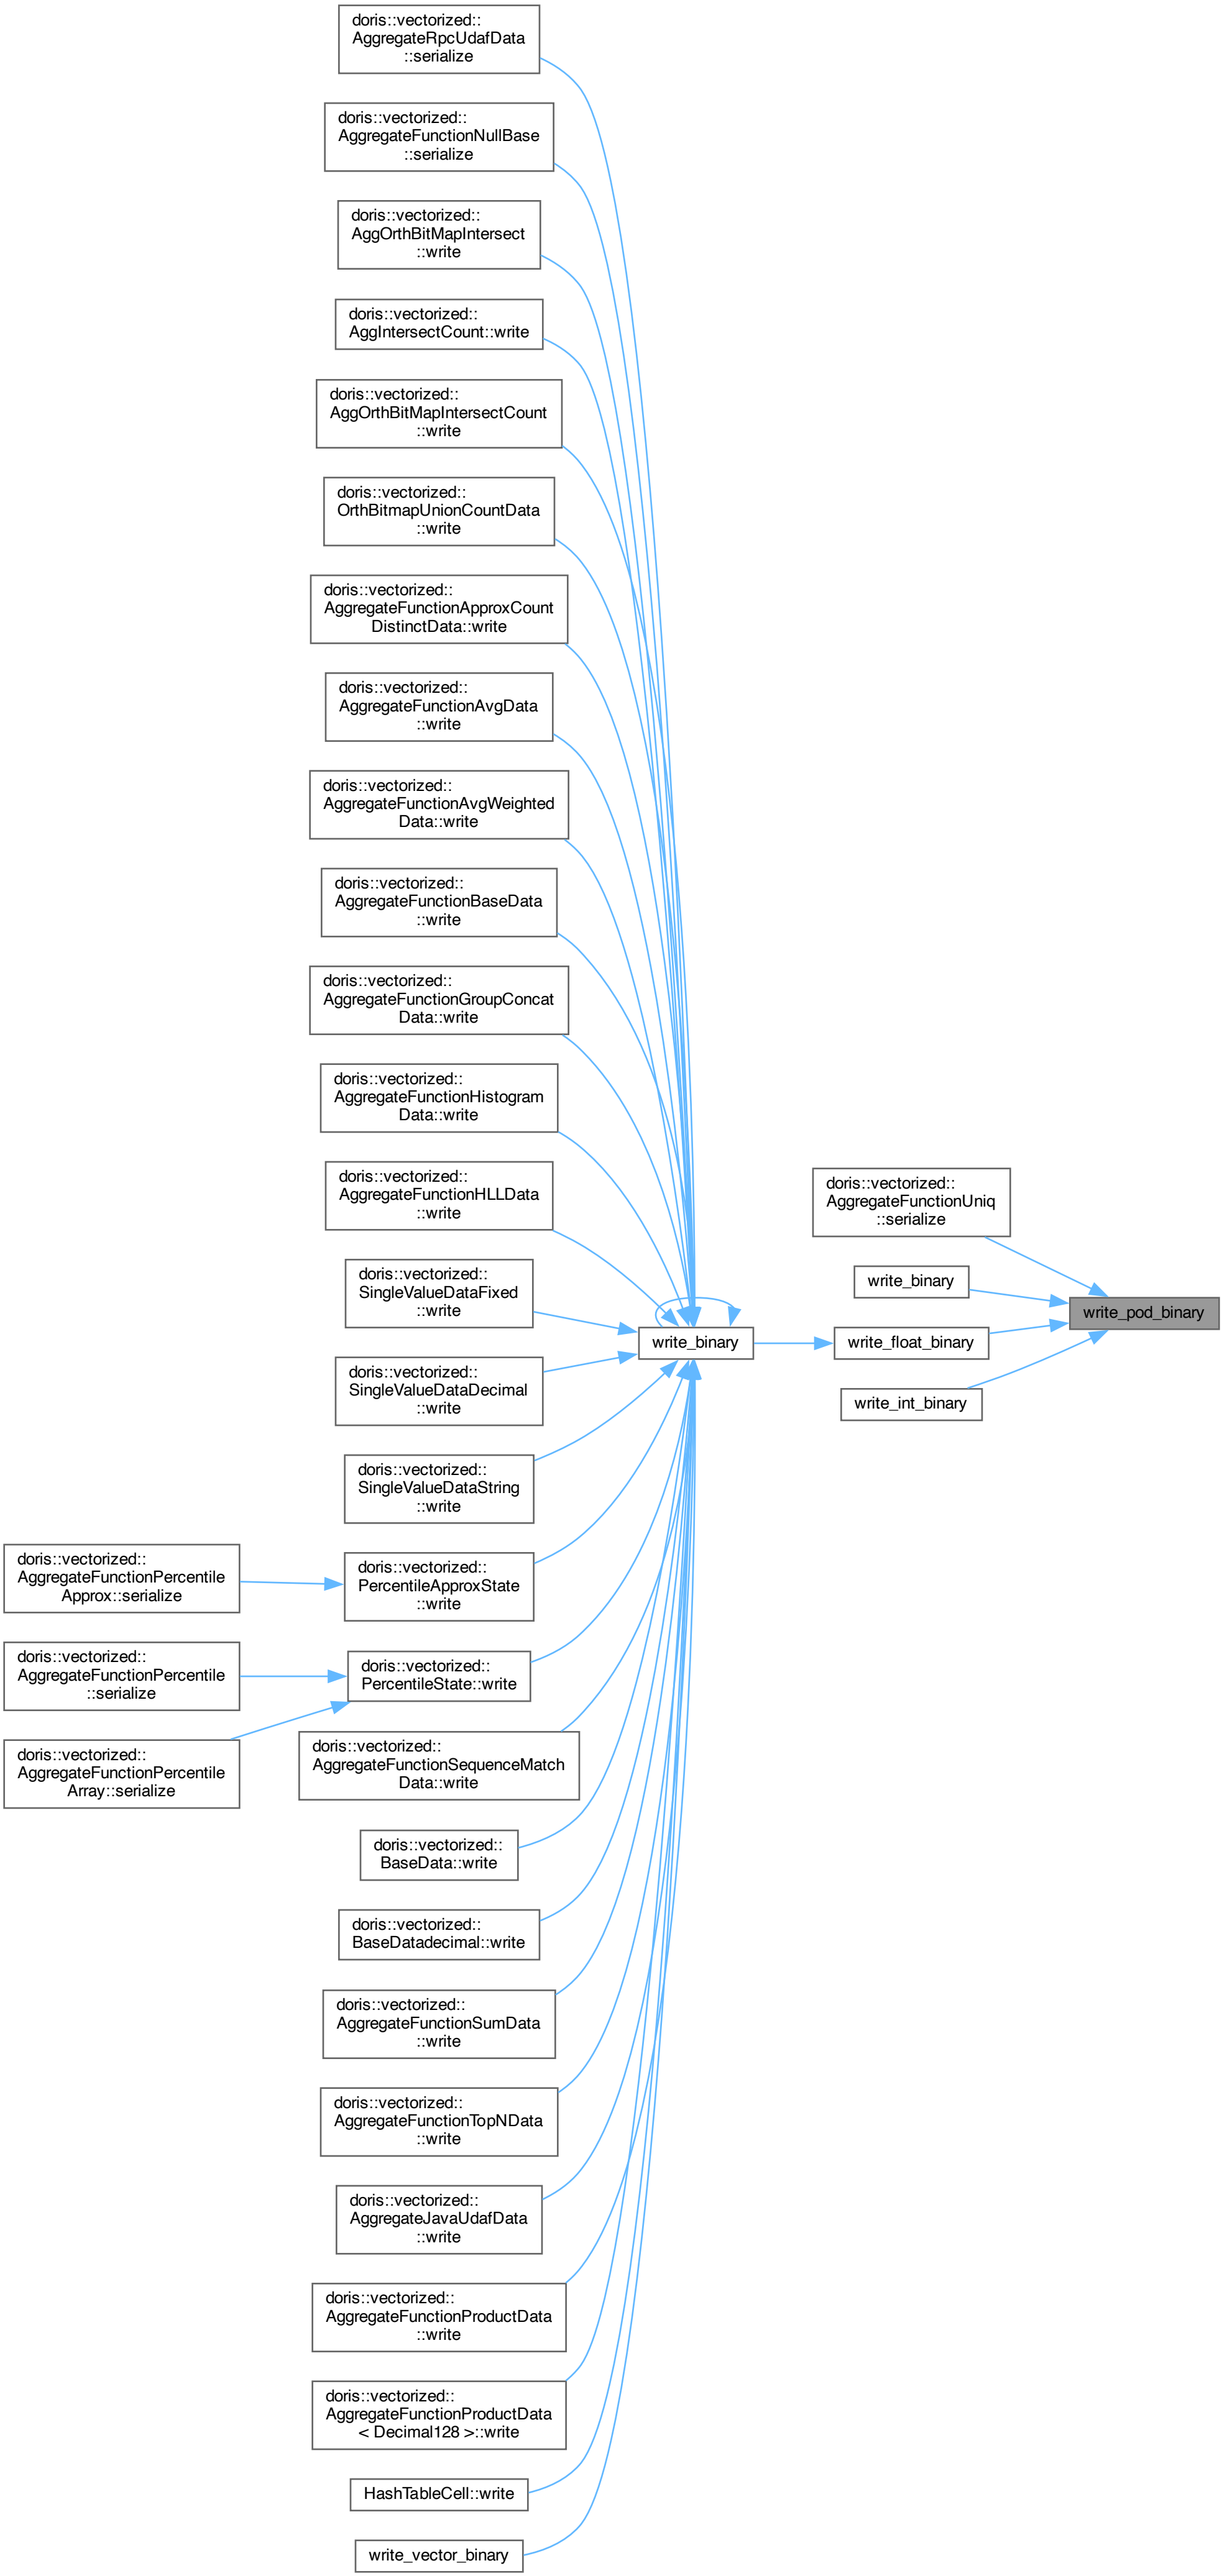 doris::vectorized::
AggregateRpcUdafData
::serialize
doris::vectorized::
AggregateFunctionNullBase
::serialize
doris::vectorized::
AggOrthBitMapIntersect
::write
doris::vectorized::
AggIntersectCount::write
doris::vectorized::
AggOrthBitMapIntersectCount
::write
doris::vectorized::
OrthBitmapUnionCountData
::write
doris::vectorized::
AggregateFunctionApproxCount
DistinctData::write
doris::vectorized::
AggregateFunctionAvgData
::write
doris::vectorized::
AggregateFunctionAvgWeighted
Data::write
doris::vectorized::
AggregateFunctionBaseData
::write
doris::vectorized::
AggregateFunctionGroupConcat
Data::write
doris::vectorized::
AggregateFunctionHistogram
Data::write
doris::vectorized::
AggregateFunctionHLLData
::write
doris::vectorized::
SingleValueDataFixed
::write
doris::vectorized::
SingleValueDataDecimal
::write
doris::vectorized::
SingleValueDataString
::write
doris::vectorized::
PercentileApproxState
::write
doris::vectorized::
AggregateFunctionPercentile
Approx::serialize
doris::vectorized::
PercentileState::write
doris::vectorized::
AggregateFunctionPercentile
::serialize
doris::vectorized::
AggregateFunctionPercentile
Array::serialize
doris::vectorized::
AggregateFunctionSequenceMatch
Data::write
doris::vectorized::
BaseData::write
doris::vectorized::
BaseDatadecimal::write
doris::vectorized::
AggregateFunctionSumData
::write
doris::vectorized::
AggregateFunctionTopNData
::write
doris::vectorized::
AggregateJavaUdafData
::write
doris::vectorized::
AggregateFunctionProductData
::write
doris::vectorized::
AggregateFunctionProductData
< Decimal128 >::write
HashTableCell::write
write_vector_binary
write_binary
doris::vectorized::
AggregateFunctionUniq
::serialize
write_binary
write_float_binary
write_int_binary
write_pod_binary